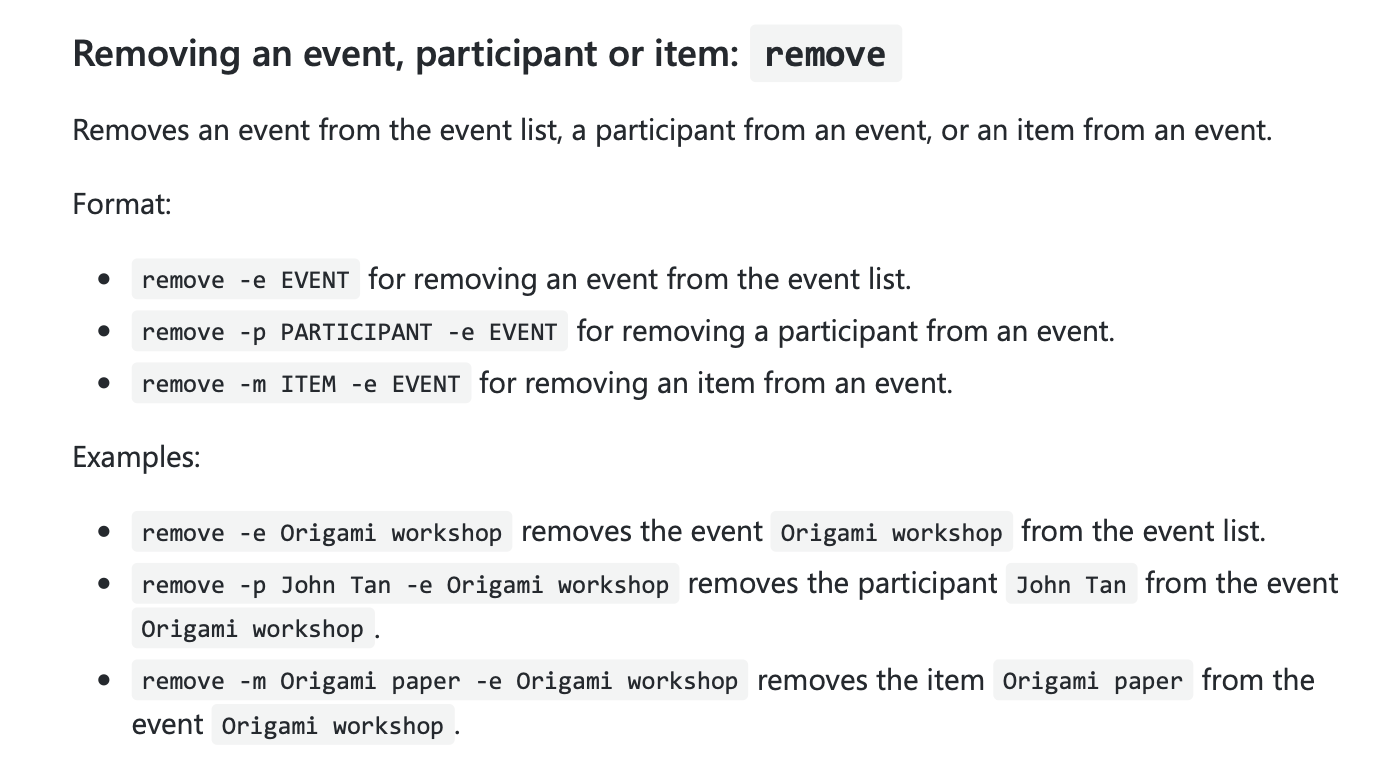 Removing an event, participant or item: remove
Removes an event from the event list, a participant from an event, or an item from an event.
Format:
• remove -e EVENT for removing an event from the event list.
• remove -p PARTICIPANT -e EVENT for removing a participant from an event.
• remove -m ITEM -e EVENT for removing an item from an event.
Examples:
• remove -e Origami workshop removes the event Origami workshop from the event list.
• remove -p John Tan -e Origami workshop removes the participant John Tan from the event
Origami workshop.
• remove -m Origami paper -e Origami workshop removes the item Origami paper from the
event Origami workshop.